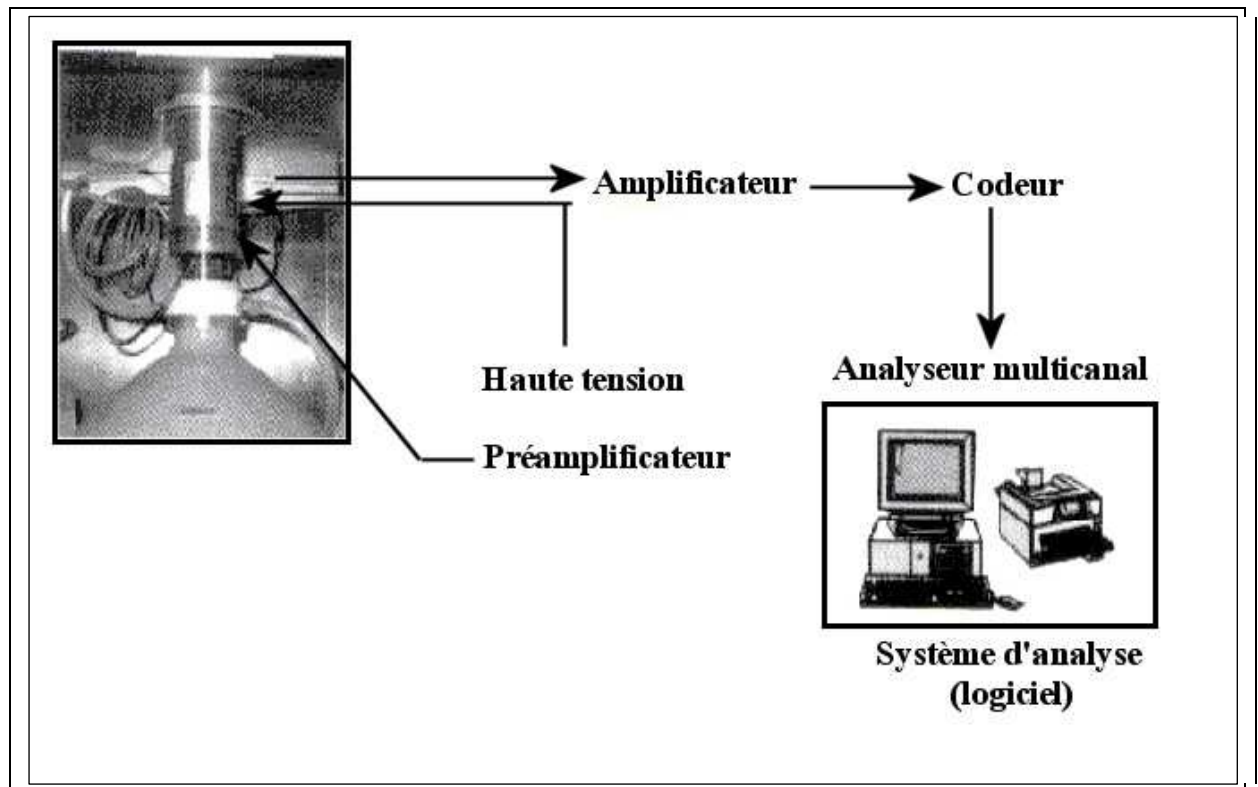 Amplificateur
Codeur
Haute tension
Analyseur multicanal
Préamplificateur
Système d'analyse
(logiciel)